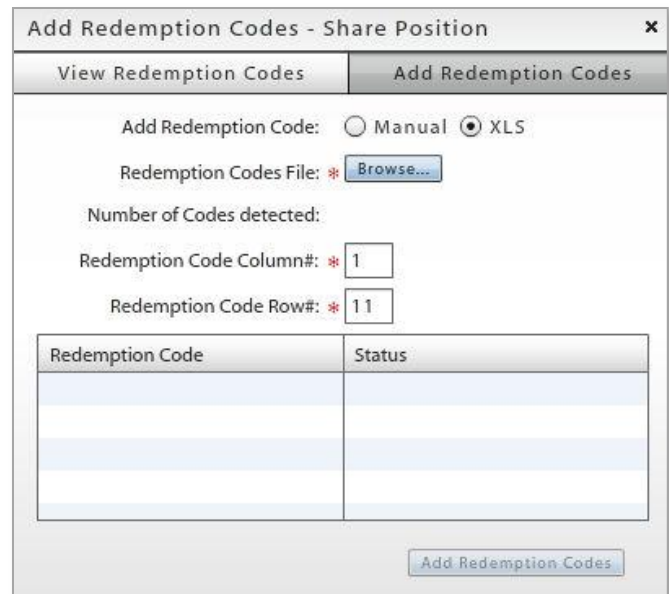 Add Redemption Codes - Share Position ×
View Redemption Codes Add Redemption Codes
Add Redemption Code: Manual XLS
Redemption Codes File: * Browse...
Number of Codes detected:
Redemption Code Column#: * 1
Redemption Code Row#: * 11
Redemption Code Status
Add Redemption Codes